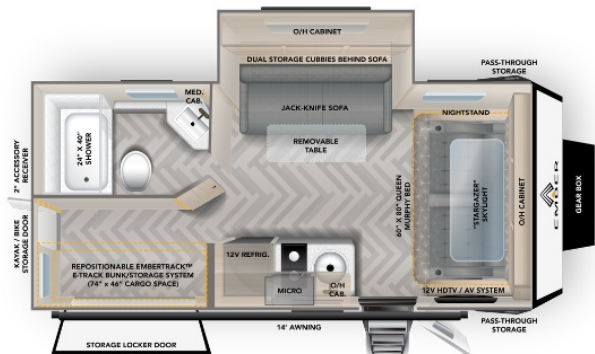 O/H CABINET
DUAL STORAGE CUBBIES BEHIND SOFA
PASS-THROUGH
STORAGE
MED.
CAB.
JACK-KNIFE SOFA
NIGHTSTAND
24" X 40"
SHOWER
2" ACCESSORY
RECEIVER
REMOVABLE
TABLE
60" X 80" QUEEN
MURPHY BED
"STARGAZER"
SKYLIGHT
O/H CABINET
EMBER
GEAR BOX
KAYAK / BIKE
STORAGE DOOR
12V REFRIG.
REPOSITIONABLE EMBERTRACK™
E-TRACK BUNK/STORAGE SYSTEM
(74" x 46" CARGO SPACE)
MICRO
O/H
CAB.
12V HDTV / AV SYSTEM
PASS-THROUGH
STORAGE
14' AWNING
STORAGE LOCKER DOOR